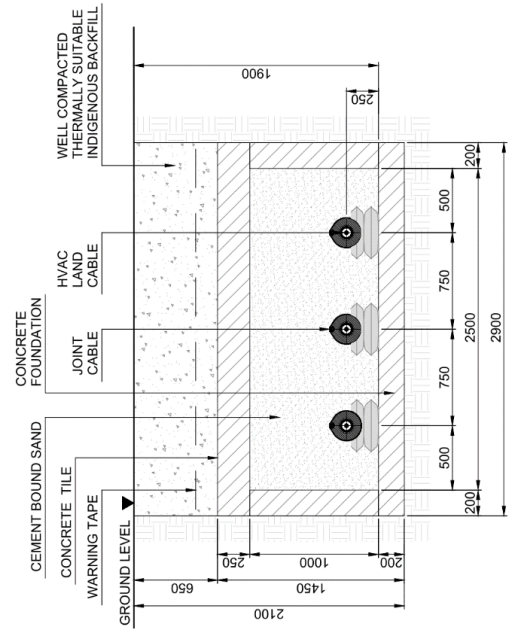 CONCRETE
FOUNDATION
CEMENT BOUND SAND
CONCRETE TILE
WARNING TAPE
GROUND LEVEL
JOINT
CABLE
HVAC
LAND
CABLE
WELL COMPACTED
THERMALLY SUITABLE
INDIGENOUS BACKFILL
650
250
1000
200
1450
2100
1900
250
200
500
750
750
500
200
2500
2900